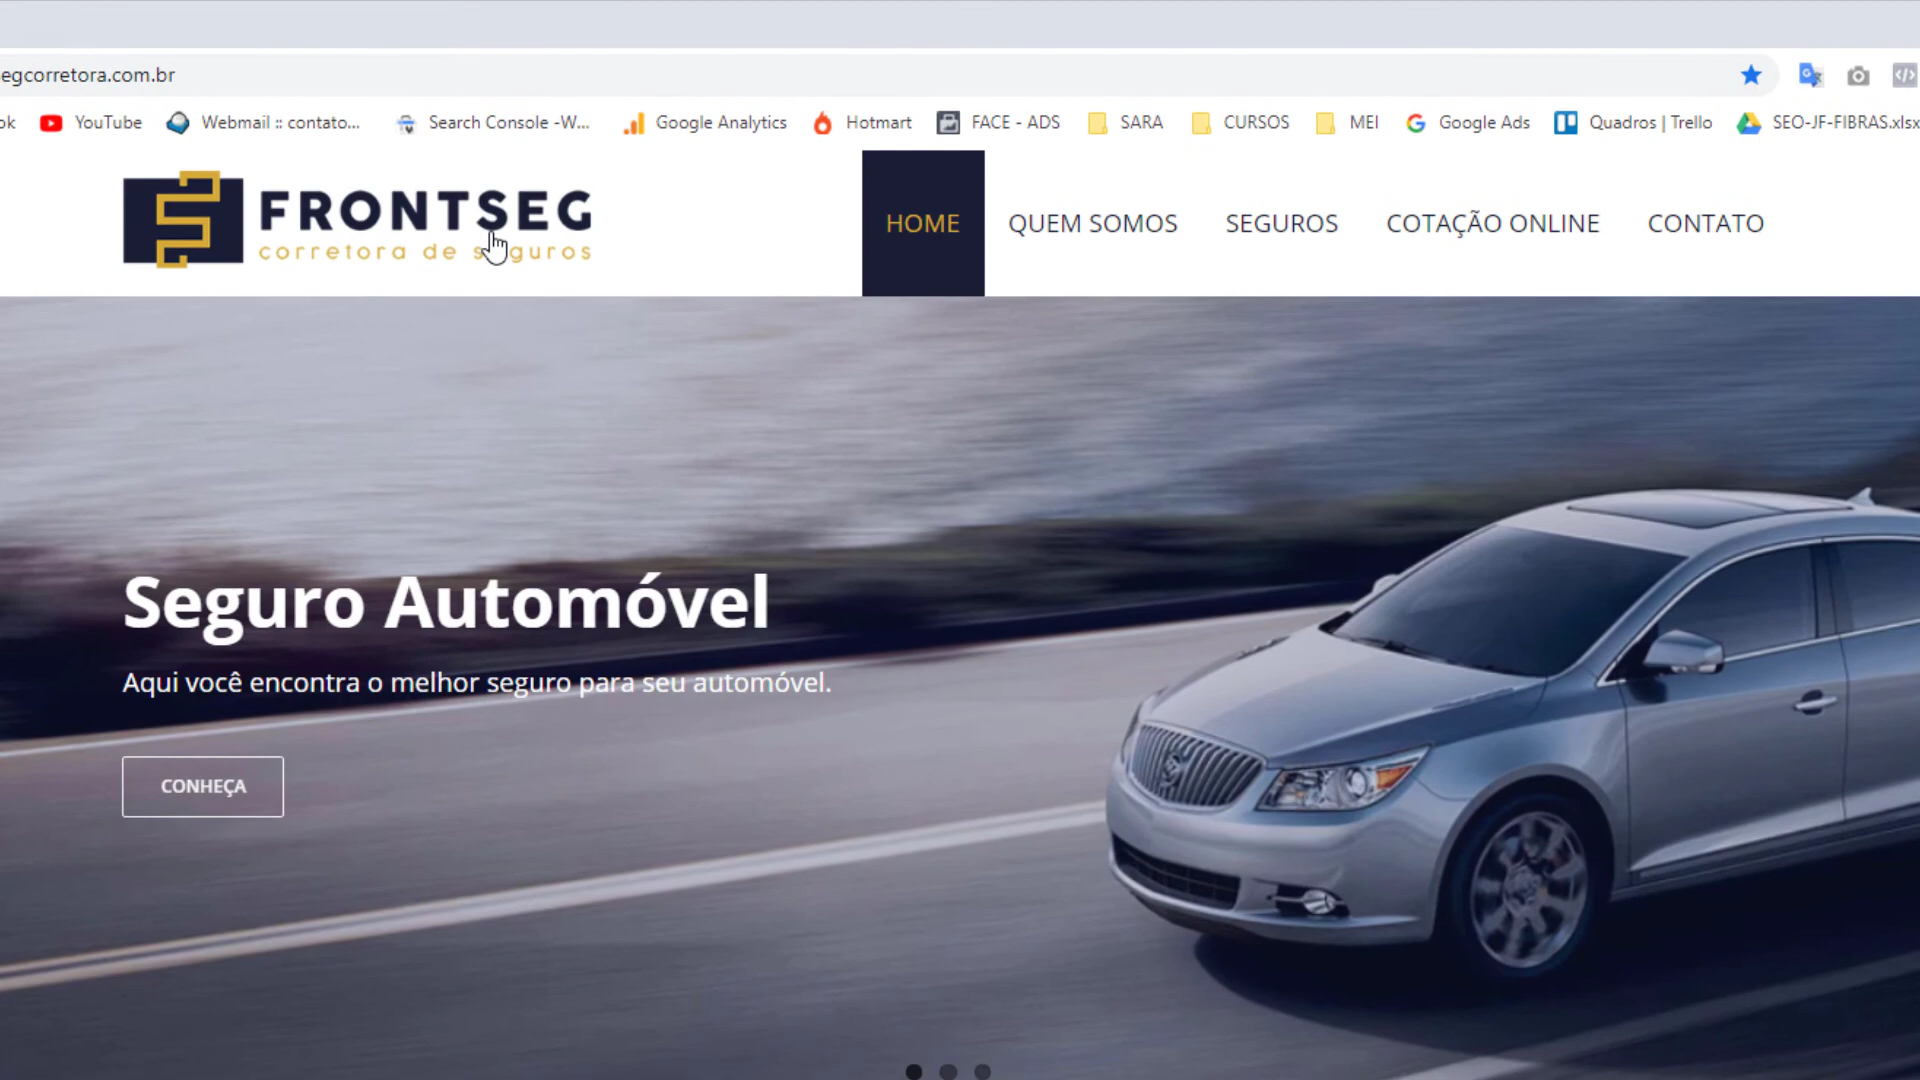 egcorretora.com.br
ok YouTube Webmail :: contato... Search Console -W... Google Analytics Hotmart FACE - ADS SARA CURSOS MEI Google Ads Quadros | Trello SEO-JF-FIBRAS.xlsx
FRONTSEG
corretora de seguros
HOME QUEM SOMOS SEGUROS COTAÇÃO ONLINE CONTATO
Seguro Automóvel
Aqui você encontra o melhor seguro para seu automóvel.
CONHEÇA